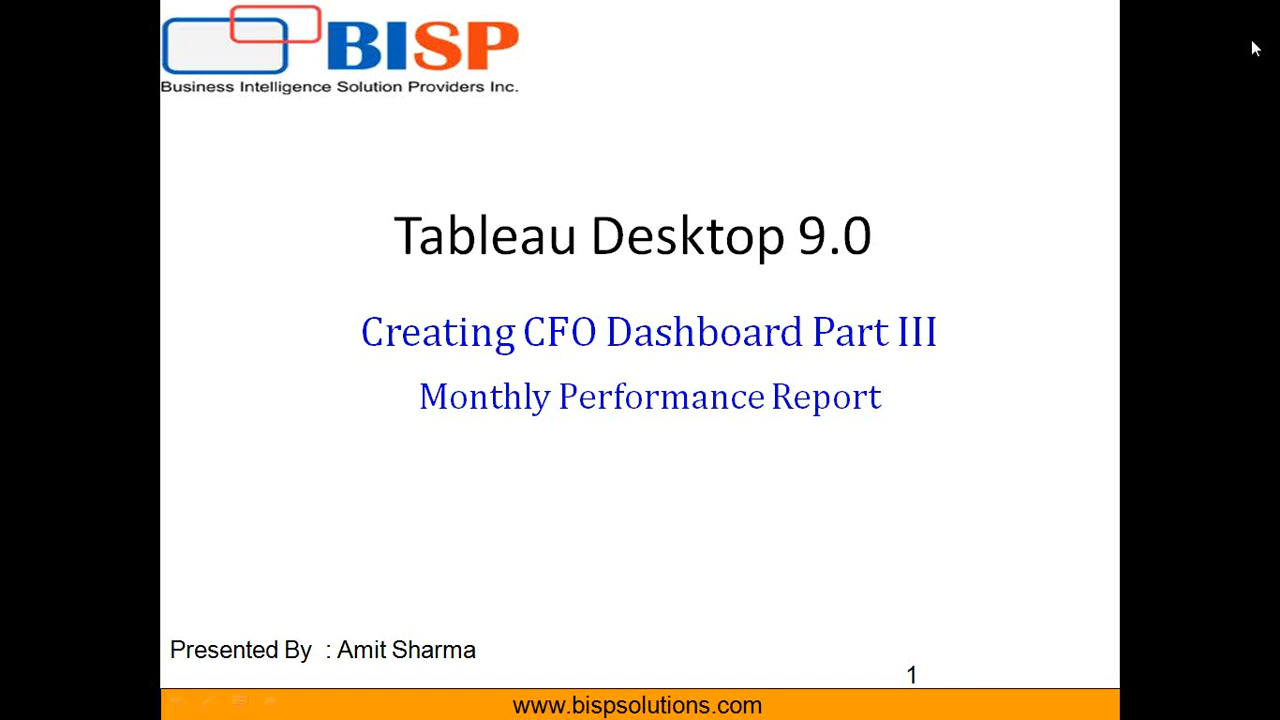 BISP
Business Intelligence Solution Providers Inc.
Tableau Desktop 9.0
Creating CFO Dashboard Part III
Monthly Performance Report
Presented By : Amit Sharma
1
www.bispsolutions.com